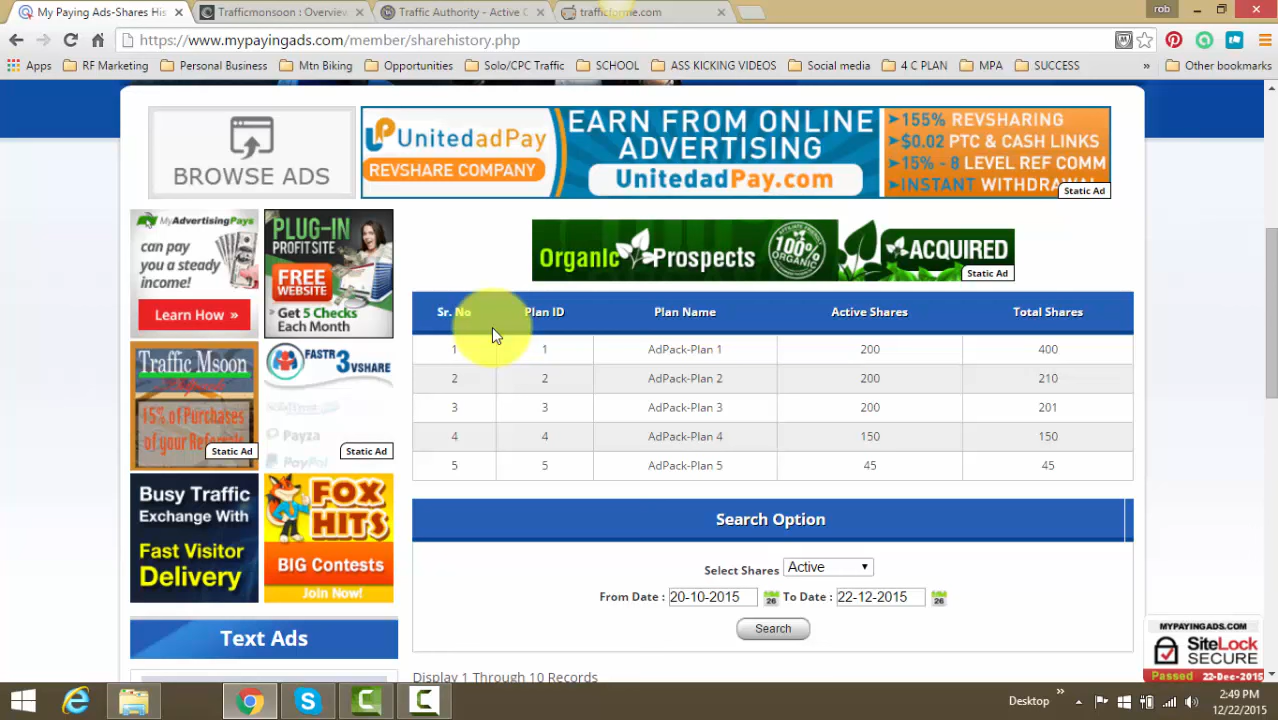 My Paying Ads-Shares His
Trafficmonsoon : Overview
Traffic Authority - Active C
trafficforme.com
rob
https://www.mypayingads.com/member/sharehistory.php
Apps
RF Marketing
Personal Business
Mtn Biking
Opportunities
Solo/CPC Traffic
SCHOOL
ASS KICKING VIDEOS
Social media
4 C PLAN
MPA
SUCCESS
»
Other bookmarks
BROWSE ADS
UnitedadPay
REVSHARE COMPANY
EARN FROM ONLINE
ADVERTISING
UnitedadPay.com
155% REVSHARING
$0.02 PTC & CASH LINKS
15% - 8 LEVEL REF COMM
INSTANT WITHDRAWAL
Static Ad
MyAdvertisingPays
can pay
you a steady
income!
Learn How »
PLUG-IN
PROFIT SITE
FREE
WEBSITE
Get 5 Checks
Each Month
Organic Prospects
100%
ORGANIC
ACQUIRED
Static Ad
Sr. No Plan ID Plan Name Active Shares Total Shares
1 1 AdPack-Plan 1 200 400
2 2 AdPack-Plan 2 200 210
3 3 AdPack-Plan 3 200 201
4 4 AdPack-Plan 4 150 150
5 5 AdPack-Plan 5 45 45
Traffic Msoon
15% of Purchases
of your Referrals
Static Ad
FASTR
3VSHARE
SolidTrust
Payza
PayPal
Static Ad
Busy Traffic
Exchange With
Fast Visitor
Delivery
FOX
HITS
BIG Contests
Join Now!
Search Option
Select Shares Active
From Date : 20-10-2015 26 To Date : 22-12-2015 26
Search
Text Ads
Display 1 Through 10 Records
MYPAYINGADS.COM
SiteLock
SECURE
Passed 22-Dec-2015
Desktop
»
2:49 PM
12/22/2015